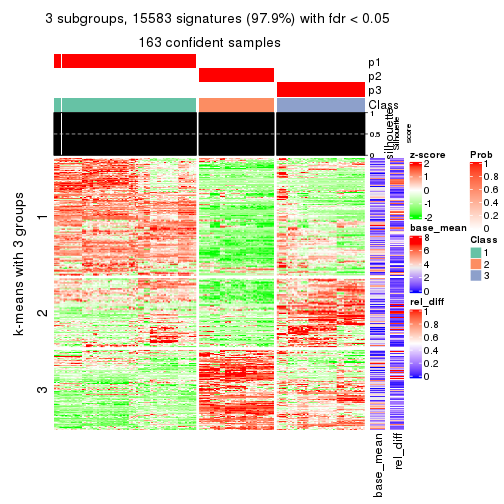 3 subgroups, 15583 signatures (97.9%) with fdr < 0.05
163 confident samples
p1
p2
p3
Class
1
0.5
0
silhouette
Silhouette
score
k-means with 3 groups
1
2
3
base_mean
rel_diff
z-score
2
1
0
-1
-2
base_mean
8
6
4
2
0
rel_diff
1
0.8
0.6
0.4
0.2
0
Prob
1
0.8
0.6
0.4
0.2
0
Class
1
2
3